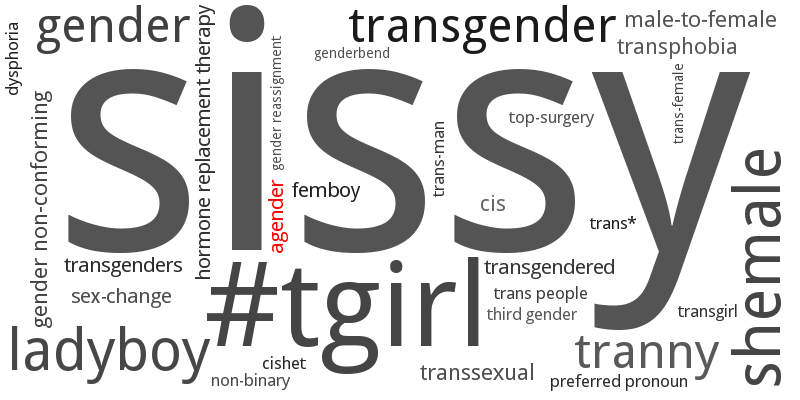 dysphoria
gender
hormone replacement therapy
sissy
transgender
male-to-female
transphobia
genderbend
gender reassignment
trans-female
gender non-conforming
top-surgery
trans-man
agender
femboy
cis
trans*
shemale
transgenders
transgendered
sex-change
#tgirl
trans people
third gender
transgirl
ladyboy
tranny
cishet
non-binary
transsexual
preferred pronoun